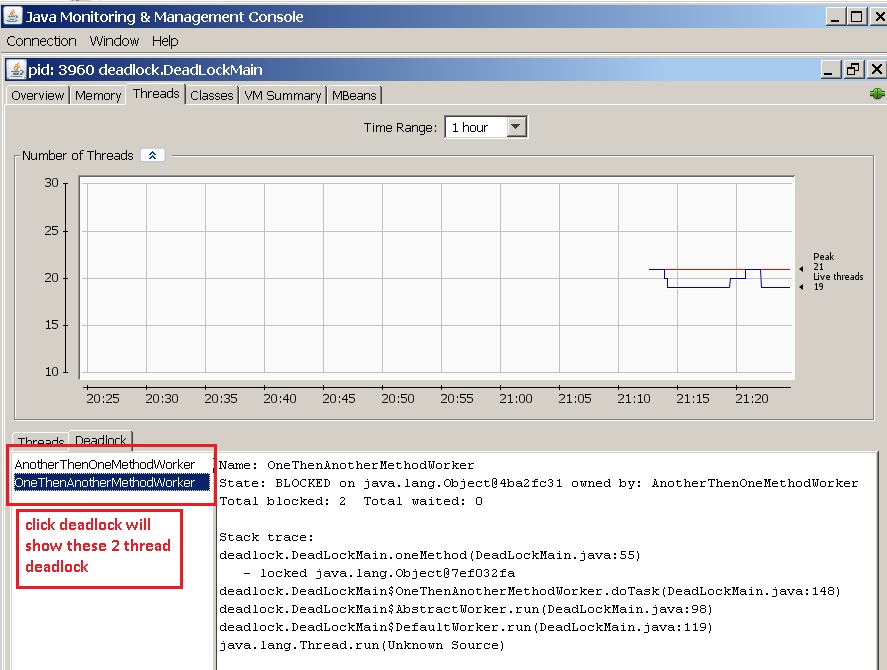 Java Monitoring & Management Console
Connection Window Help
pid: 3960 deadlock.DeadLockMain
Overview Memory Threads Classes VM Summary MBeans
Time Range: 1 hour
Number of Threads
30
25
20
15
10
Peak
21
Live threads
19
20:25 20:30 20:35 20:40 20:45 20:50 20:55 21:00 21:05 21:10 21:15 21:20
Threads Deadlock
AnotherThenOneMethodWorker
OneThenAnotherMethodWorker
click deadlock will
show these 2 thread
deadlock
Name: OneThenAnotherMethodWorker
State: BLOCKED on java.lang.Object@4ba2fc31 owned by: AnotherThenOneMethodWorker
Total blocked: 2 Total waited: 0
Stack trace:
deadlock.DeadLockMain.oneMethod(DeadLockMain.java:55)
- locked java.lang.Object@7ef032fa
deadlock.DeadLockMain$OneThenAnotherMethodWorker.doTask(DeadLockMain.java:148)
deadlock.DeadLockMain$AbstractWorker.run(DeadLockMain.java:98)
deadlock.DeadLockMain$DefaultWorker.run(DeadLockMain.java:119)
java.lang.Thread.run(Unknown Source)